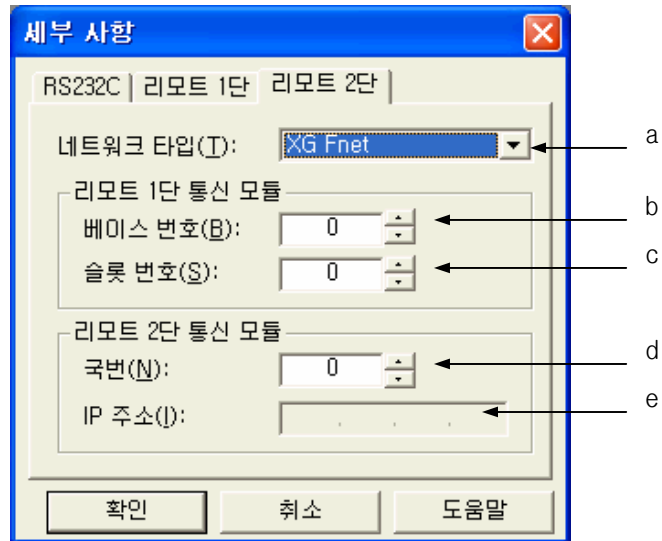 세부 사항
RS232C 리모트 1단 리모트 2단
네트워크 타입(T): XG Fnet a
리모트 1단 통신 모듈
베이스 번호(B): 0 b
슬롯 번호(S): 0 c
리모트 2단 통신 모듈
국번(N): 0 d
IP 주소(I): . . . e
확인 취소 도움말